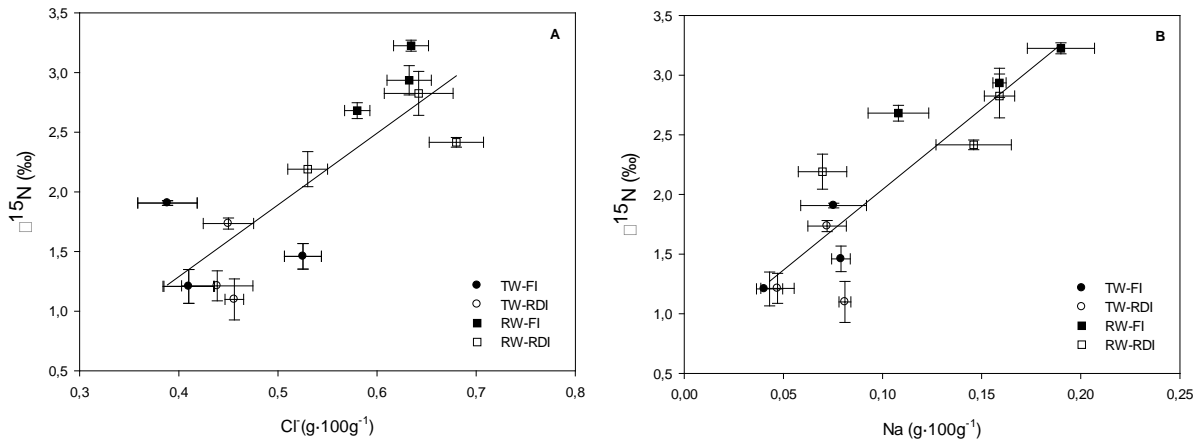 A
3,5
3,0
2,5
2,0
1,5
1,0
0,5
□¹⁵N (‰)
0,3
0,4
0,5
0,6
0,7
0,8
Cl⁻(g·100g⁻¹)
TW-FI
TW-RDI
RW-FI
RW-RDI
B
3,5
3,0
2,5
2,0
1,5
1,0
0,5
□¹⁵N (‰)
0,00
0,05
0,10
0,15
0,20
0,25
Na (g·100g⁻¹)
TW-FI
TW-RDI
RW-FI
RW-RDI